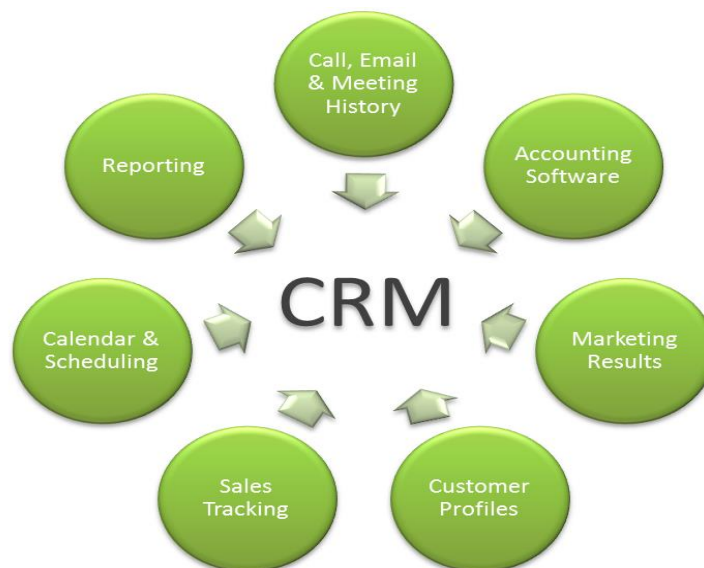 Call, Email
& Meeting
History
Accounting
Software
Marketing
Results
Customer
Profiles
Sales
Tracking
Calendar &
Scheduling
Reporting
CRM